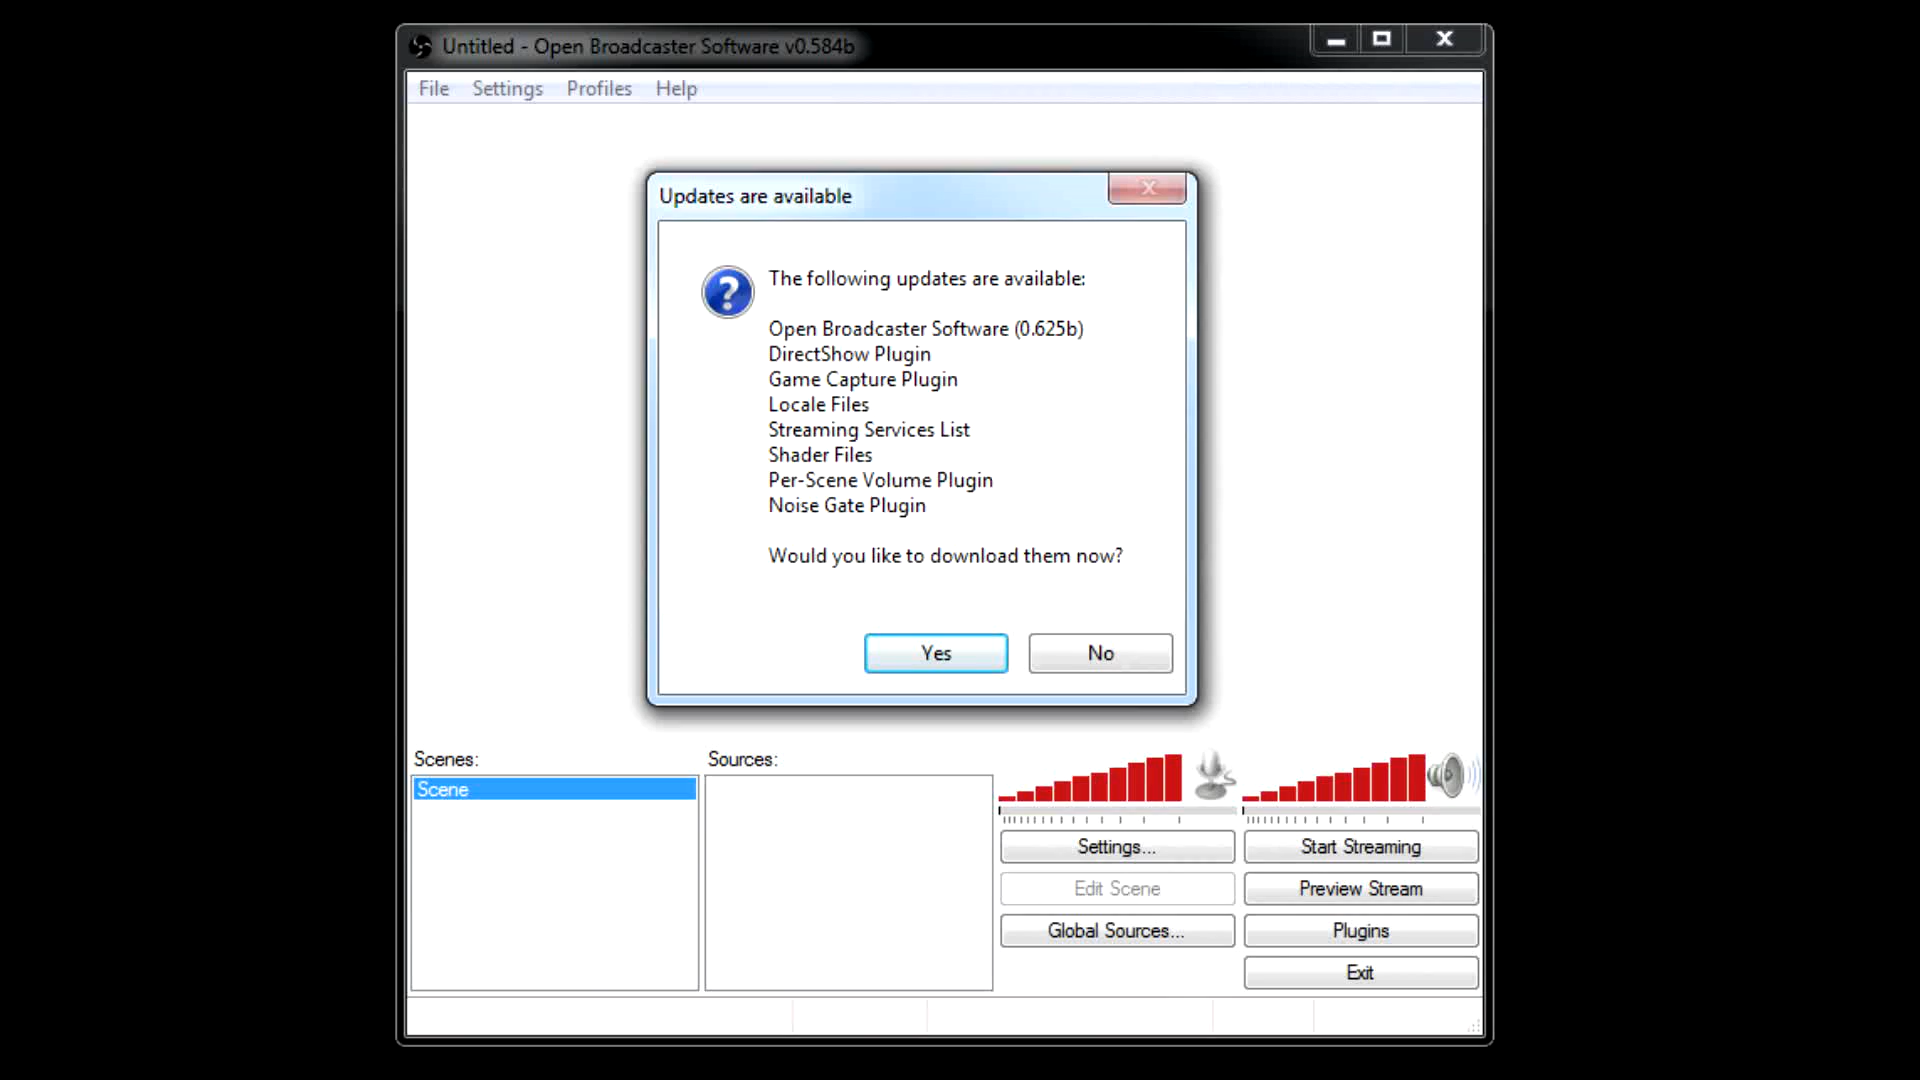 Untitled - Open Broadcaster Software v0.584b
File Settings Profiles Help
Updates are available
The following updates are available:
Open Broadcaster Software (0.625b)
DirectShow Plugin
Game Capture Plugin
Locale Files
Streaming Services List
Shader Files
Per-Scene Volume Plugin
Noise Gate Plugin
Would you like to download them now?
Yes No
Scenes: Sources:
Scene
Settings... Start Streaming
Edit Scene Preview Stream
Global Sources... Plugins
Exit